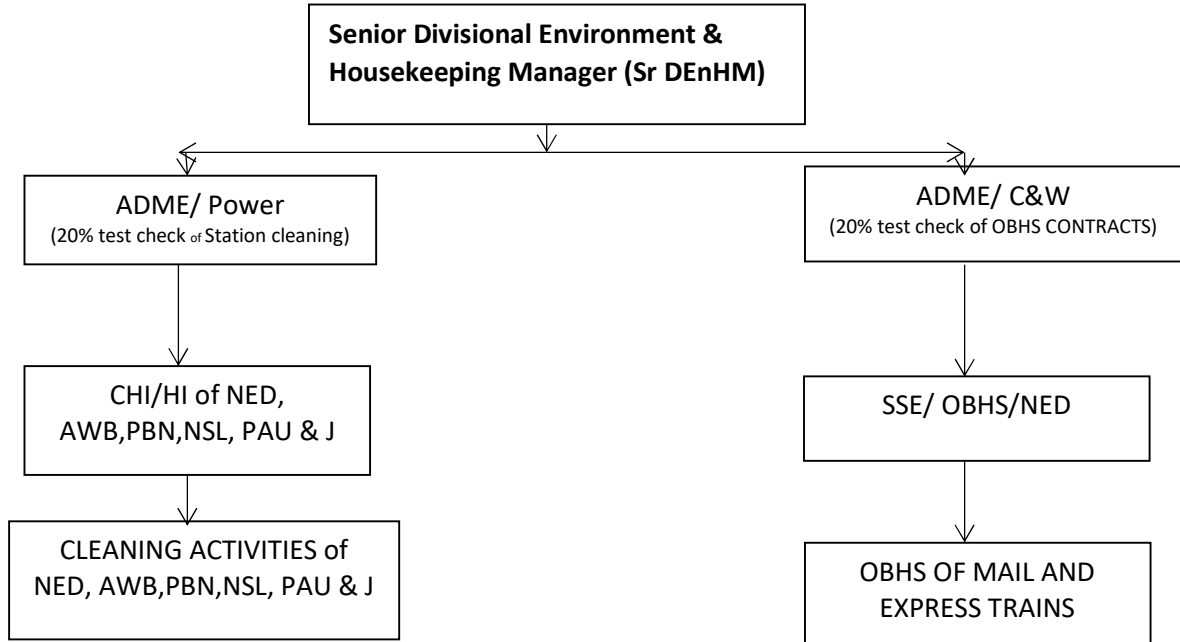 Senior Divisional Environment &
Housekeeping Manager (Sr DEnHM)
ADME/ Power
(20% test check of Station cleaning)
ADME/ C&W
(20% test check of OBHS CONTRACTS)
CHI/HI of NED,
AWB,PBN,NSL, PAU & J
SSE/ OBHS/NED
CLEANING ACTIVITIES of
NED, AWB,PBN,NSL, PAU & J
OBHS OF MAIL AND
EXPRESS TRAINS